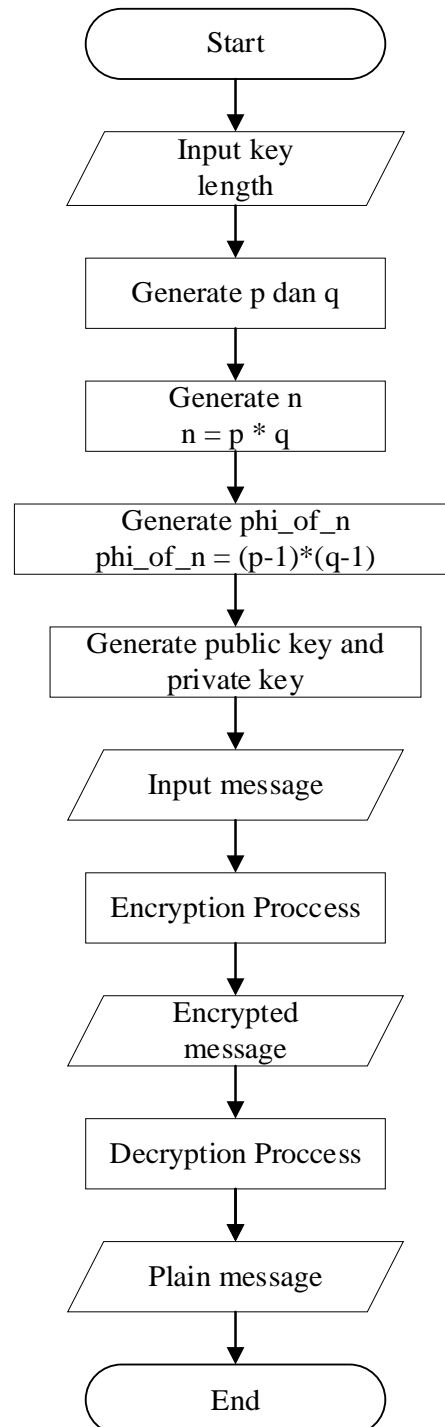 Start
Input key
length
Generate p dan q
Generate n
n = p * q
Generate phi_of_n
phi_of_n = (p-1)*(q-1)
Generate public key and
private key
Input message
Encryption Proccess
Encrypted
message
Decryption Proccess
Plain message
End